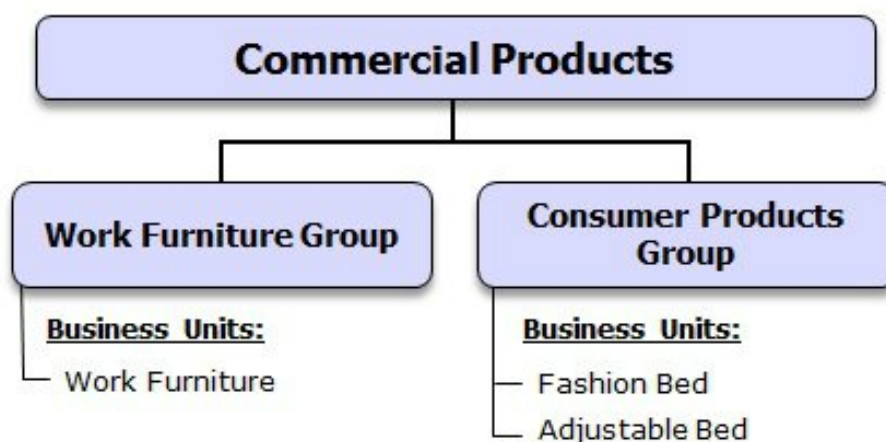 Commercial Products
Work Furniture Group
Consumer Products
Group
Business Units:
Work Furniture
Business Units:
Fashion Bed
Adjustable Bed